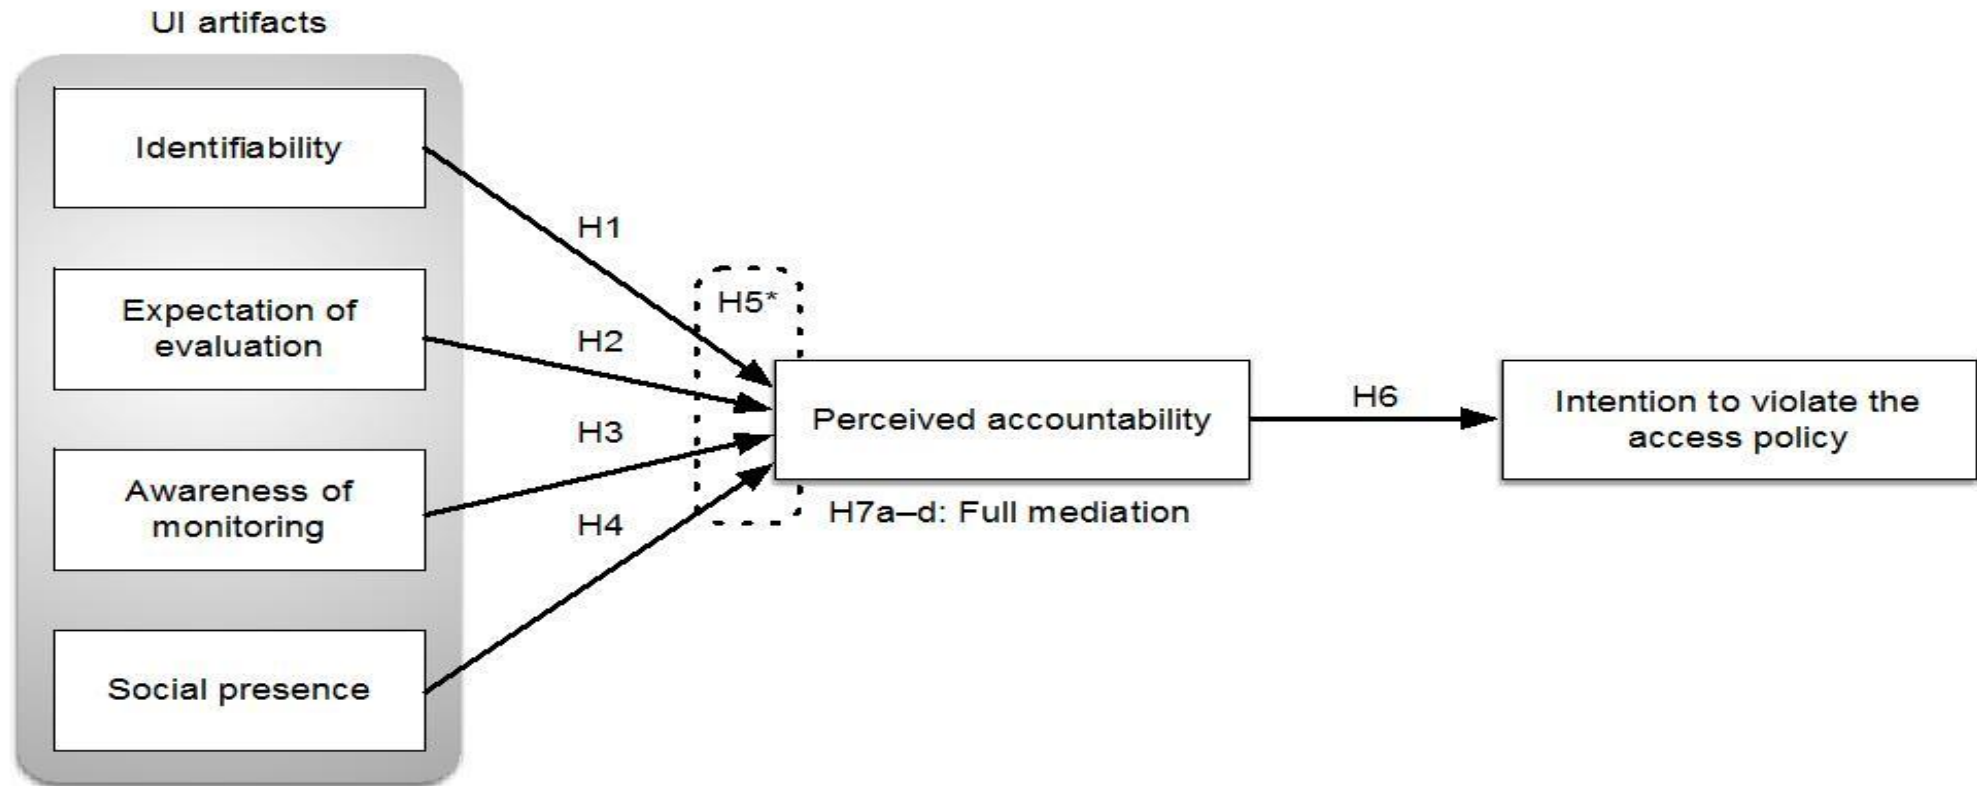 UI artifacts
Identifiability
H1
Expectation of
evaluation
H2
H5*
Awareness of
monitoring
H3
Social presence
H4
Perceived accountability
H7a–d: Full mediation
H6
Intention to violate the
access policy